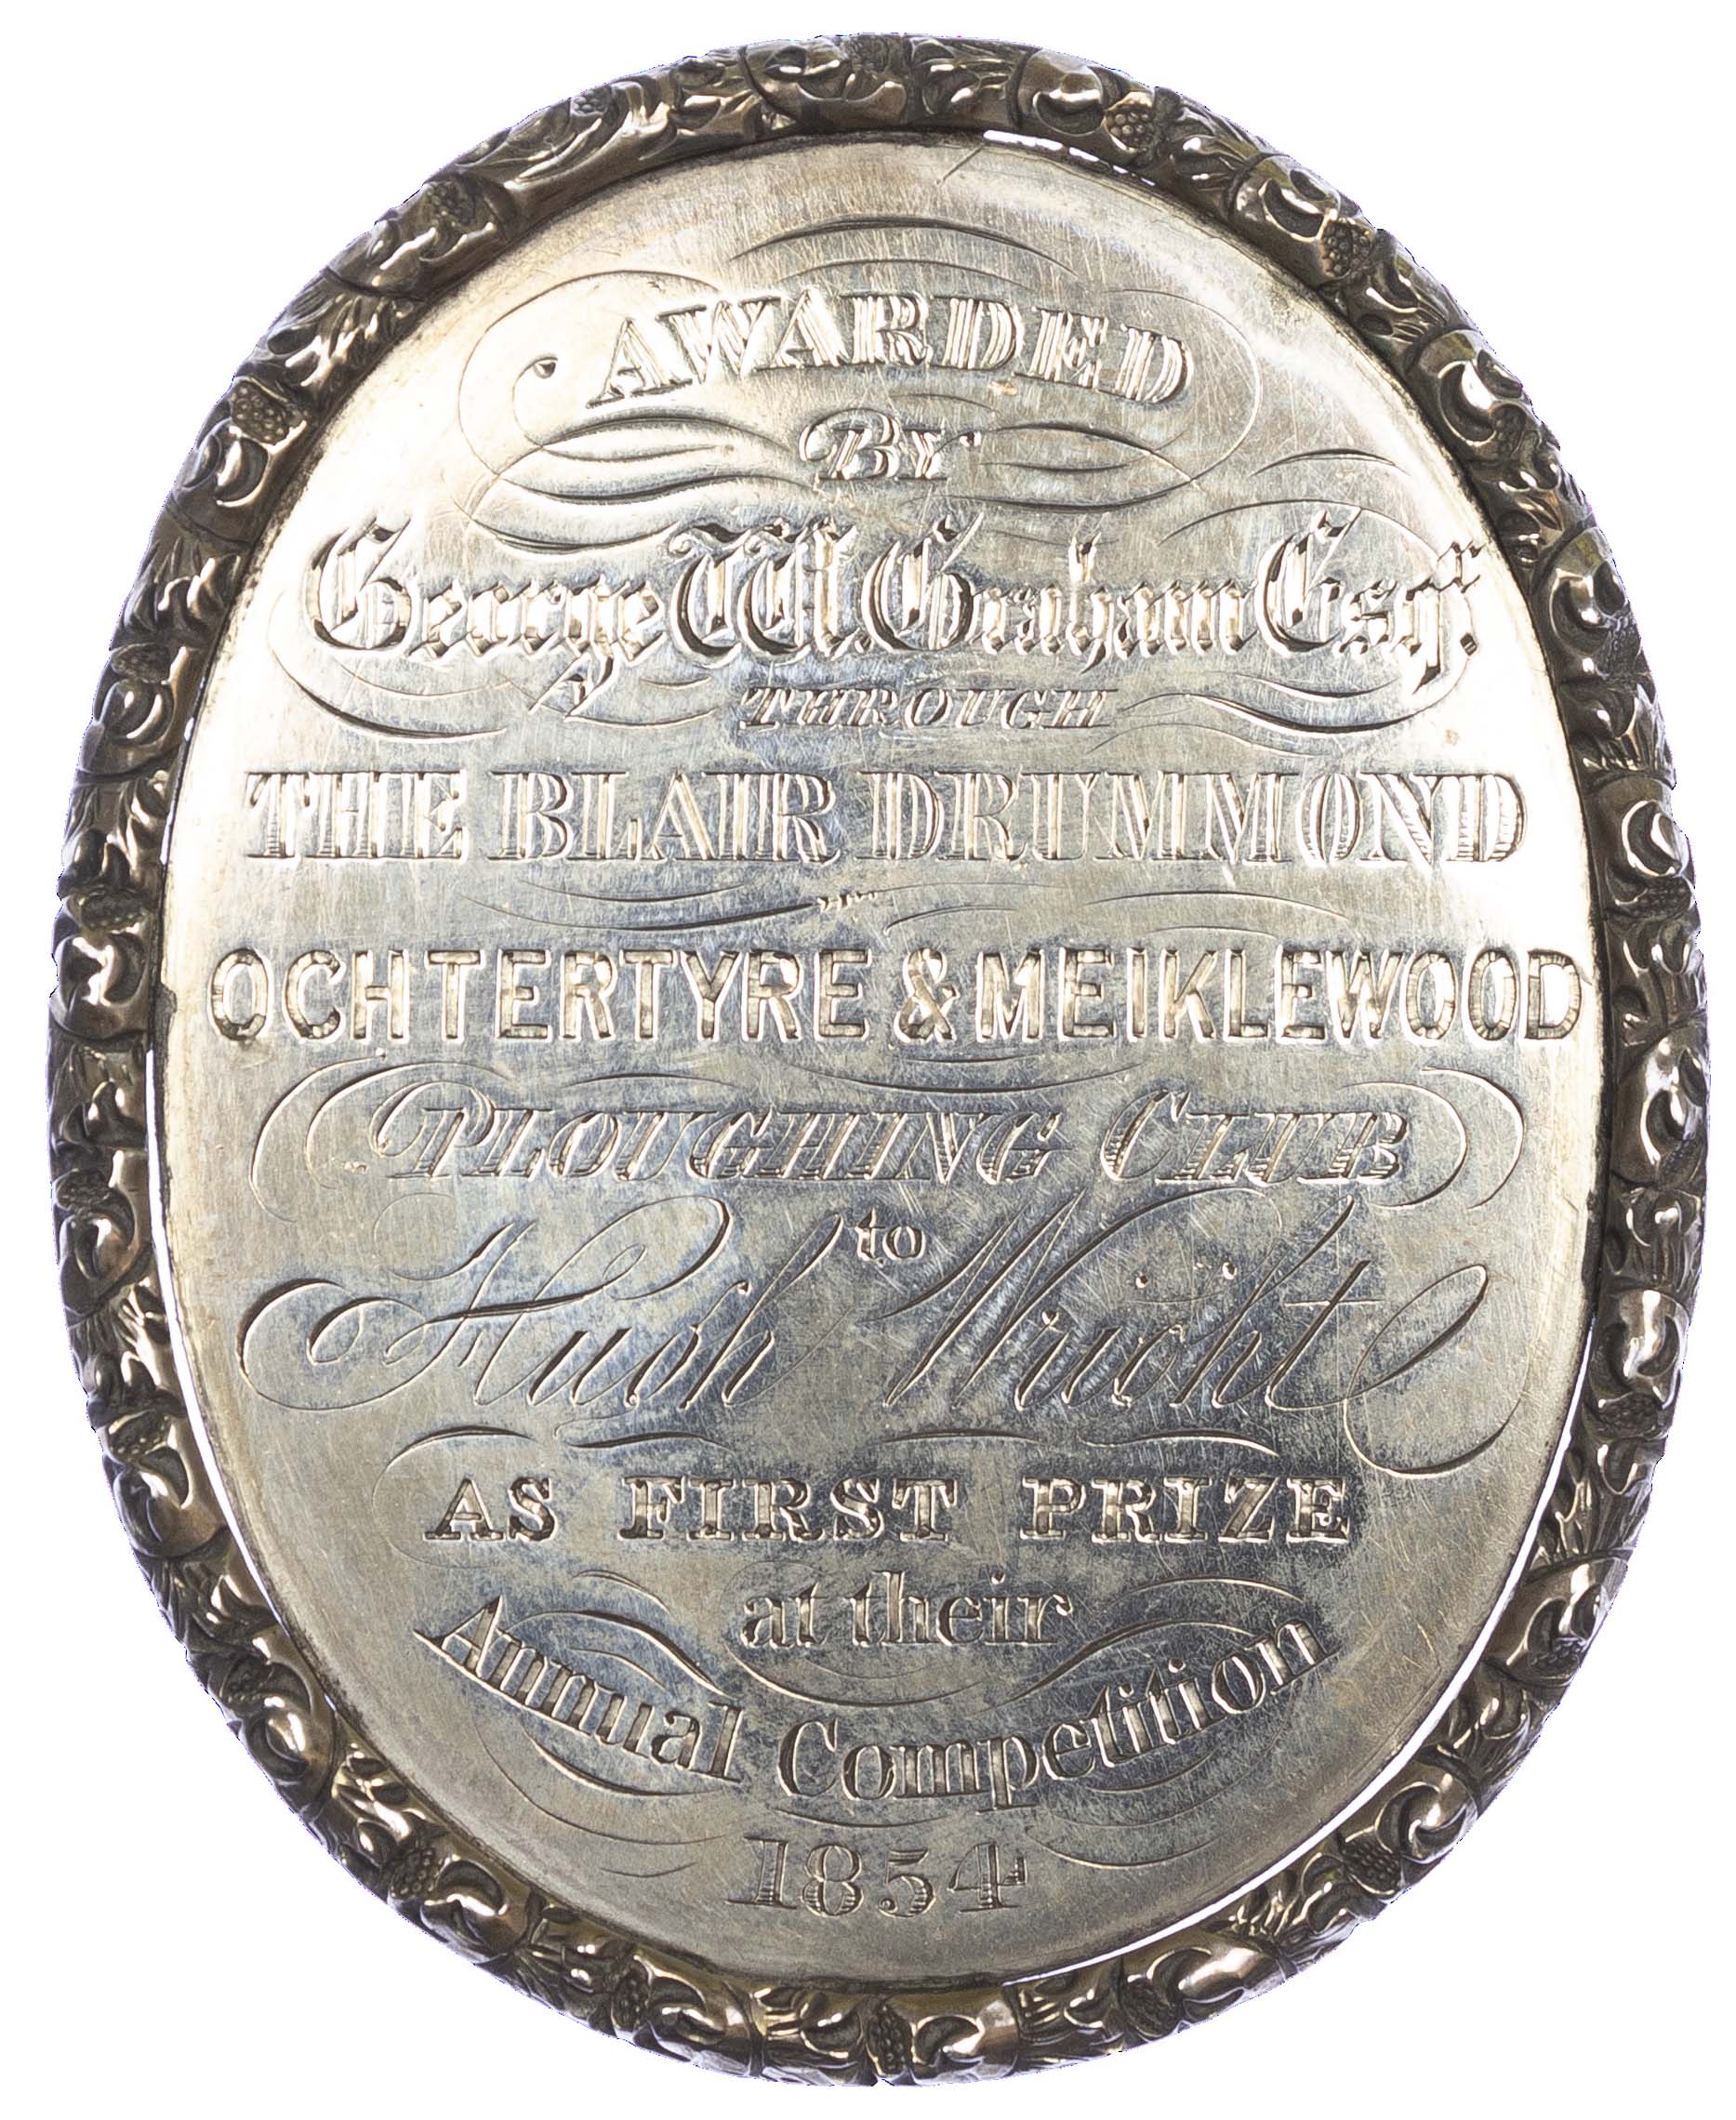 AWARDED
BY
George W. Graham Esqr.
THROUGH
THE BLAIR DRUMMOND
OCHTERTYRE & MEIKLEWOOD
PLOUGHING CLUB
to
Hugh Wright
AS FIRST PRIZE
at their
Annual Competition
1854